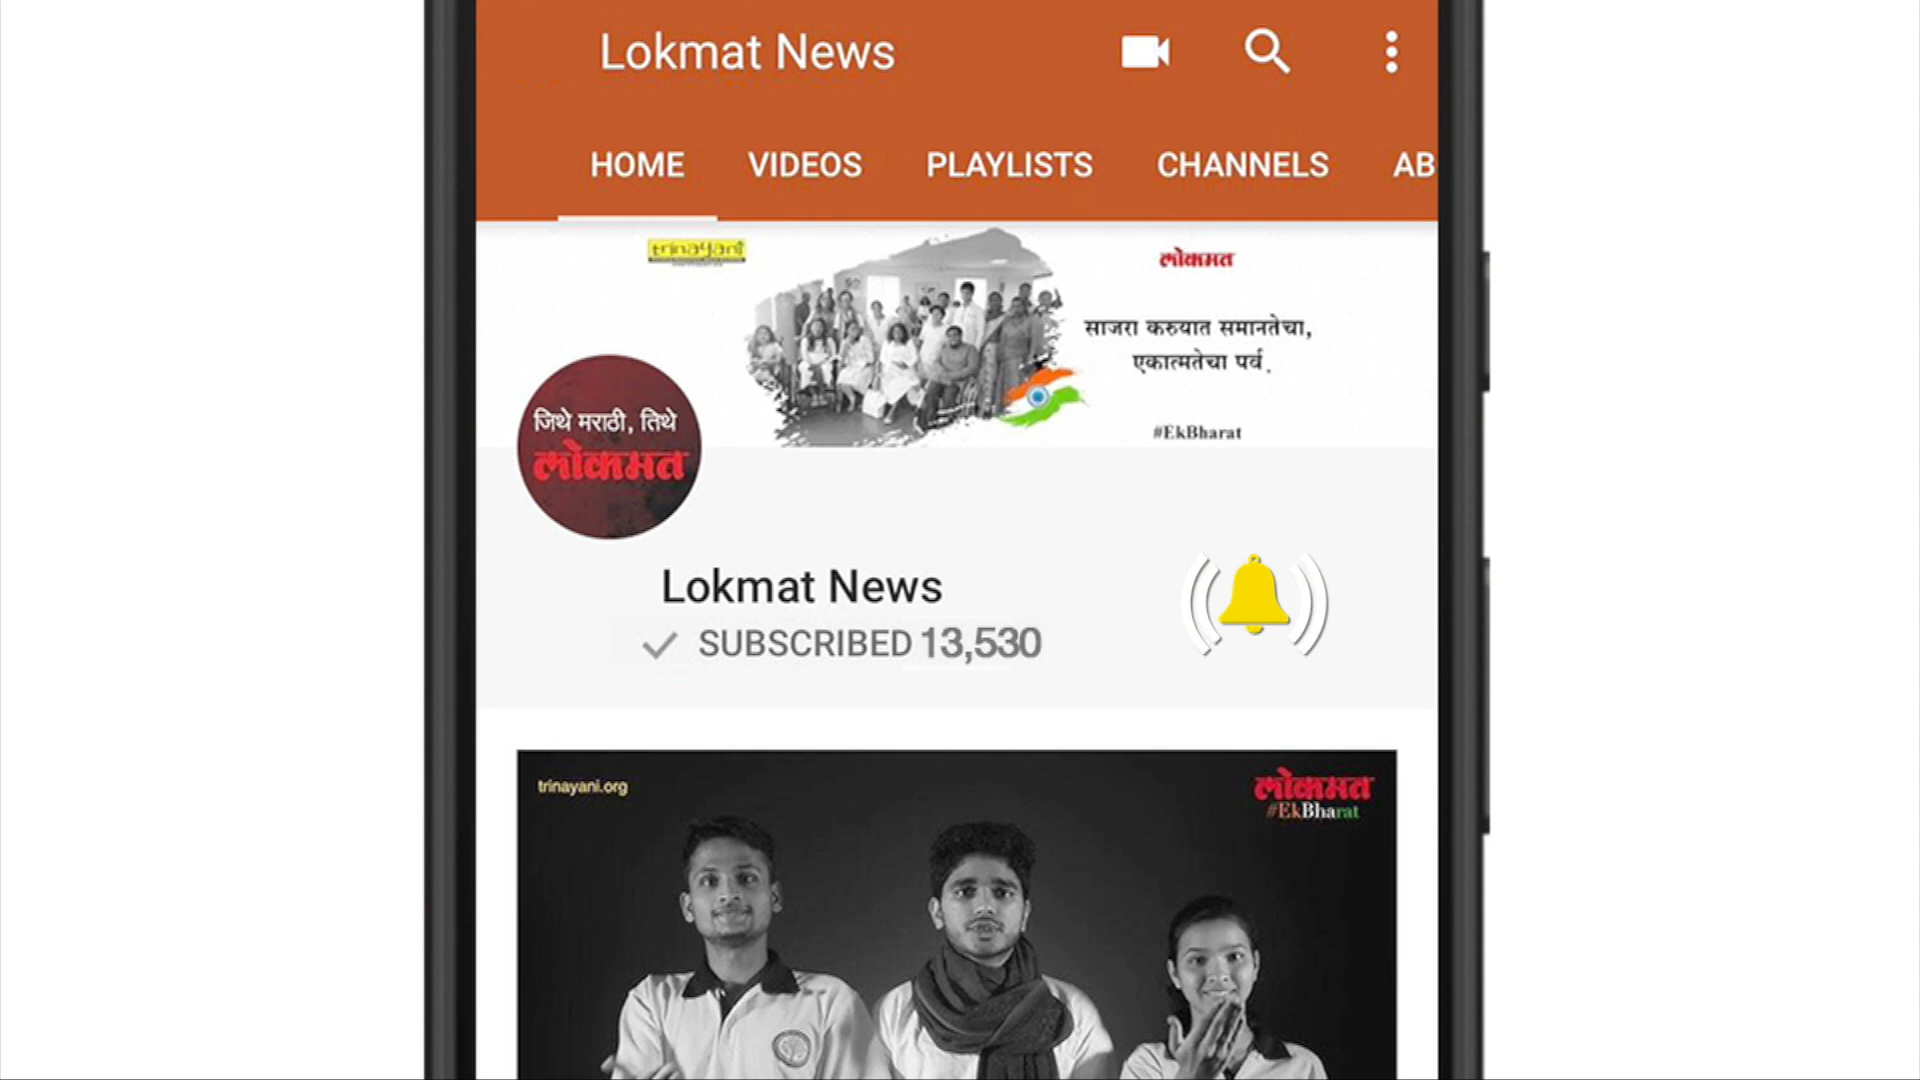 Lokmat News
HOME VIDEOS PLAYLISTS CHANNELS AB
trinayani
लोकमत
साजरा करुयात समानतेचा,
एकात्मतेचा पर्व.
#EkBharat
जिथे मराठी, तिथे
लोकमत
Lokmat News
SUBSCRIBED 13,530
trinayani.org
लोकमत
#EkBharat